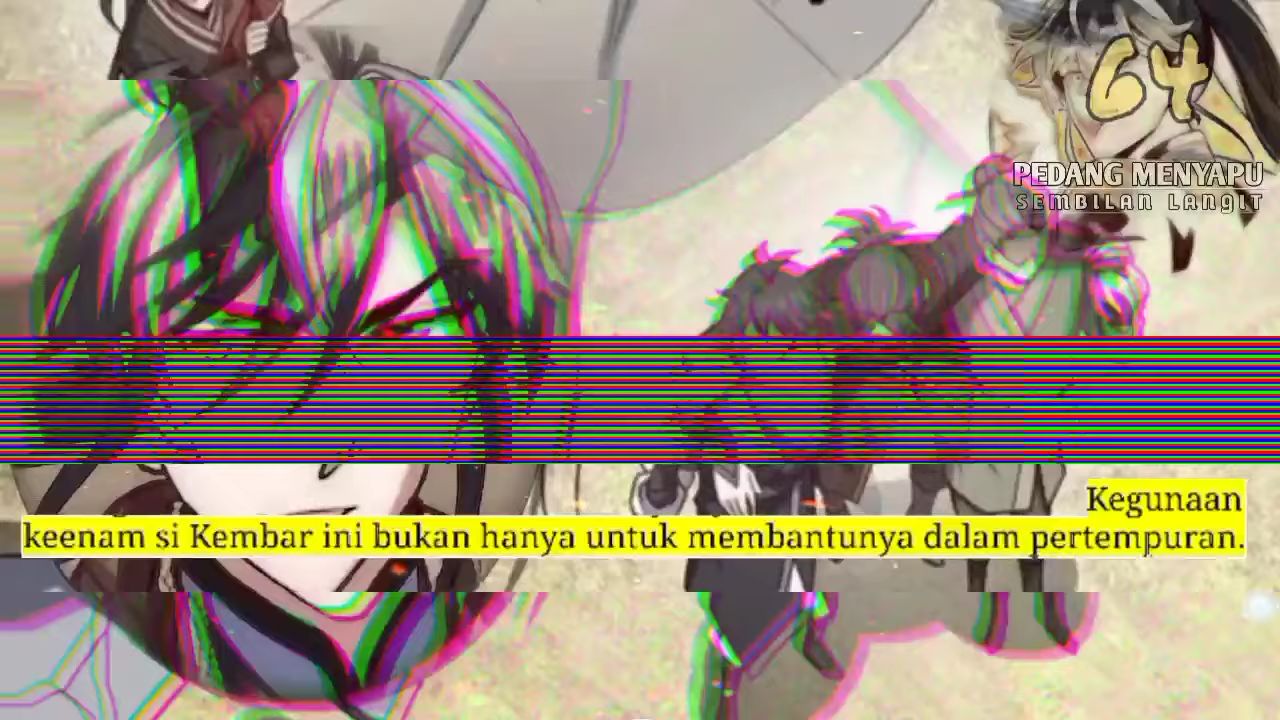 64
PEDANG MENYAPU
SEMBILAN LANGIT
Kegunaan
keenam si Kembar ini bukan hanya untuk membantunya dalam pertempuran.